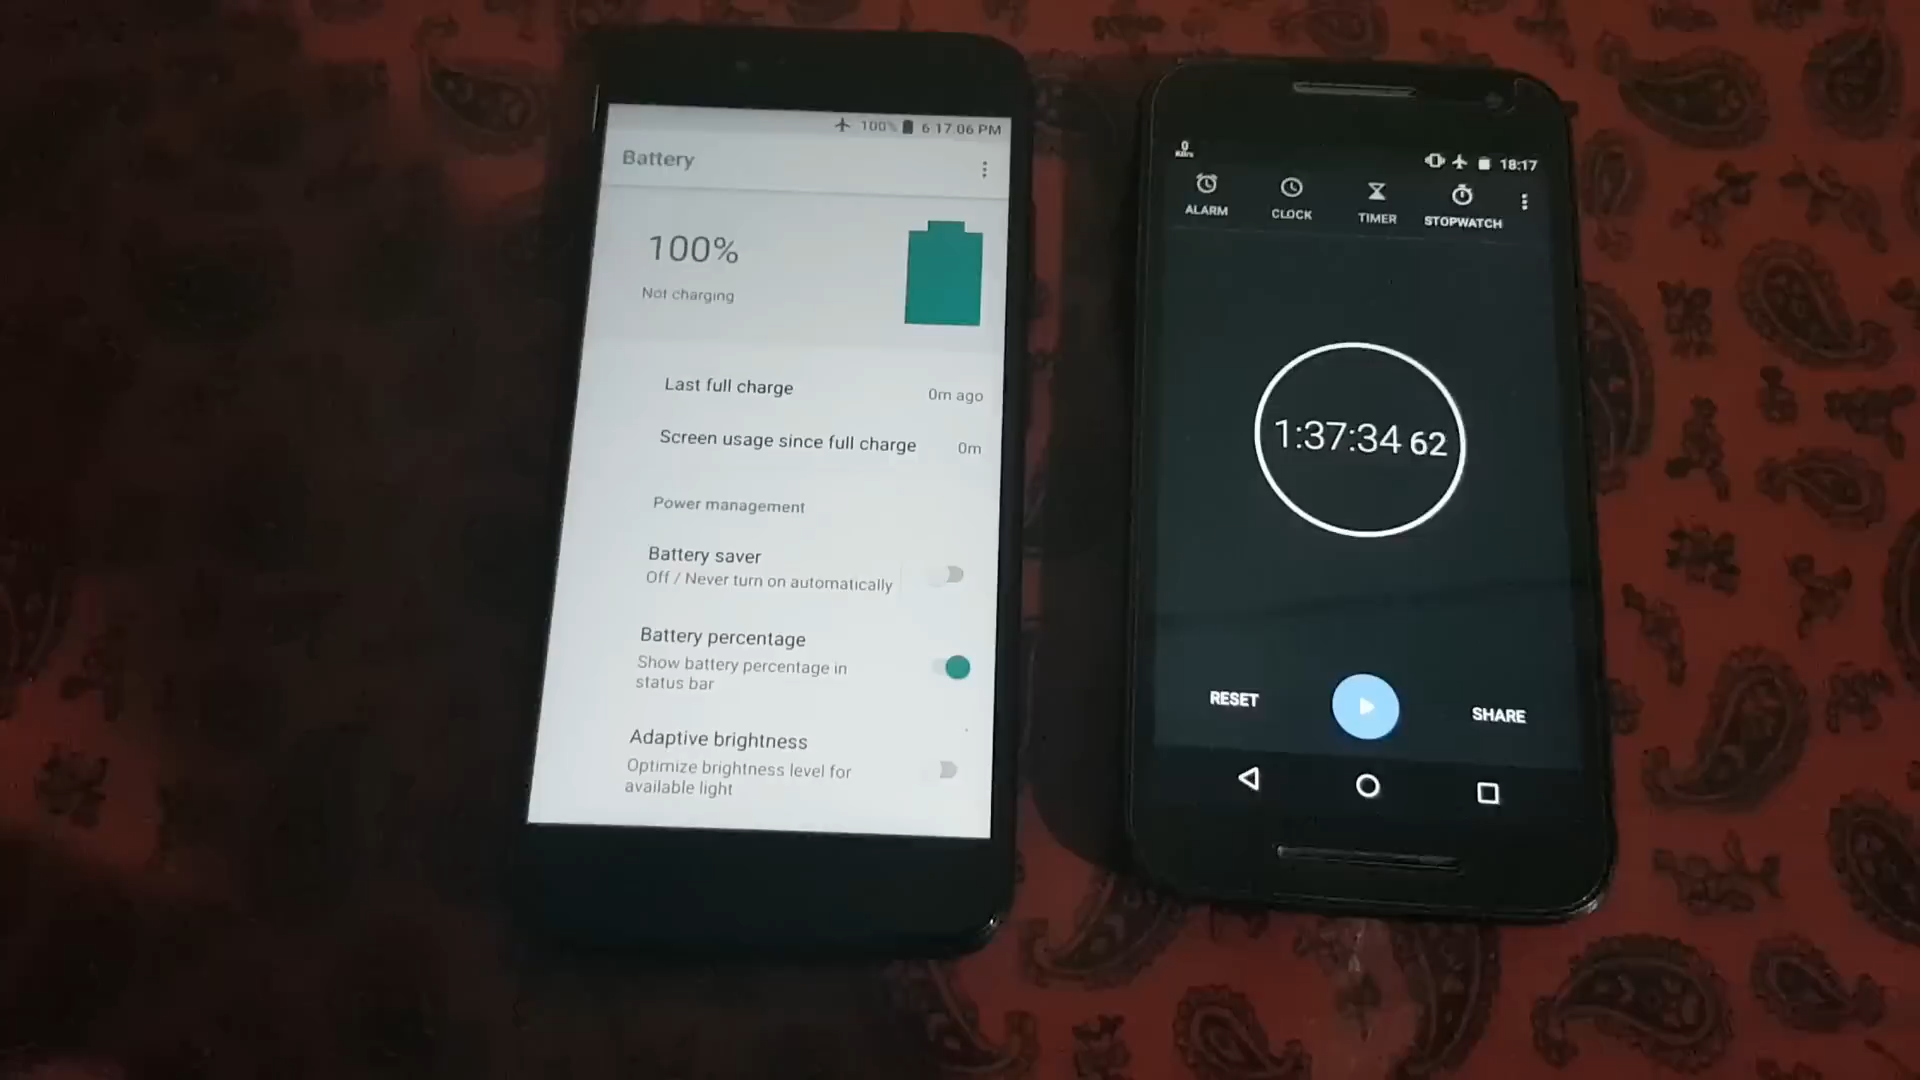 100% 6:17:06 PM
Battery
100%
Not charging
Last full charge
0m ago
Screen usage since full charge
0m
Power management
Battery saver
Off / Never turn on automatically
Battery percentage
Show battery percentage in
status bar
Adaptive brightness
Optimize brightness level for
available light
0
KB/s
18:17
ALARM
CLOCK
TIMER
STOPWATCH
1:37:34 62
RESET
SHARE